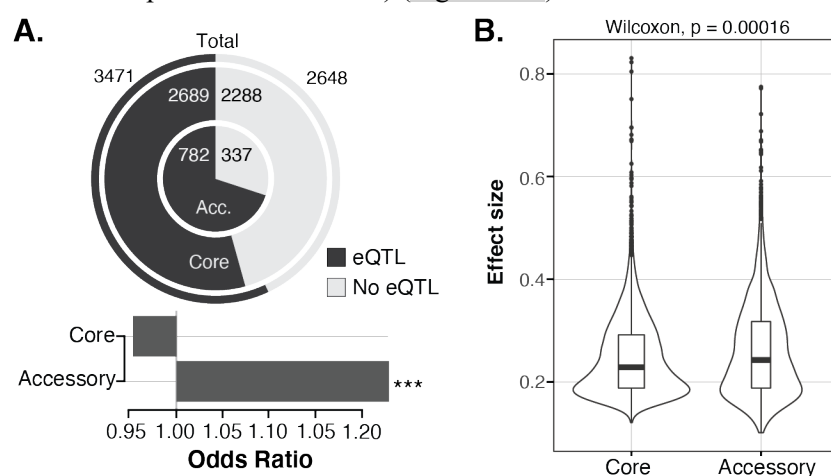 A.
Total
3471
2648
2689 2288
782 337
Acc.
Core
eQTL
No eQTL
Core
Accessory
***
0.95 1.00 1.05 1.10 1.05 1.20
Odds Ratio
B.
Wilcoxon, p = 0.00016
Effect size
0.8
0.6
0.4
0.2
Core Accessory